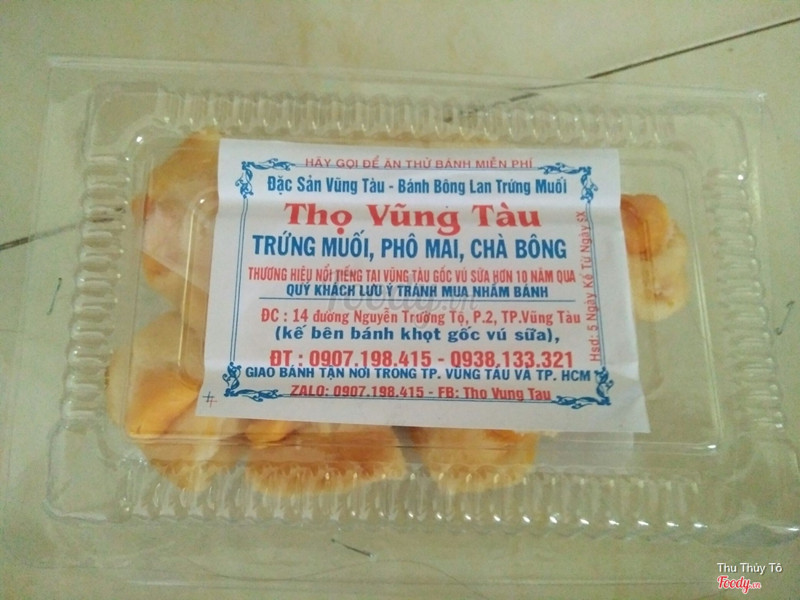 HÃY GỌI ĐỂ ĂN THỬ BÁNH MIỄN PHÍ
Đặc Sản Vũng Tàu - Bánh Bông Lan Trứng Muối
Thọ Vũng Tàu
TRỨNG MUỐI, PHÔ MAI, CHÀ BÔNG
THƯƠNG HIỆU NỔI TIẾNG TẠI VŨNG TÀU GỐC VÚ SỮA HƠN 10 NĂM QUA
QUÝ KHÁCH LƯU Ý TRÁNH MUA NHẦM BÁNH
ĐC : 14 đường Nguyễn Trường Tộ, P.2, TP.Vũng Tàu
(kế bên bánh khọt gốc vú sữa),
ĐT : 0907.198.415 - 0938.133.321
GIAO BÁNH TẬN NƠI TRONG TP. VŨNG TÀU VÀ TP. HCM
ZALO: 0907.198.415 - FB: Tho Vung Tau
Hsd: 5 Ngày Kể Từ Ngày SX
foody.vn
Thu Thủy Tô
Foody.vn